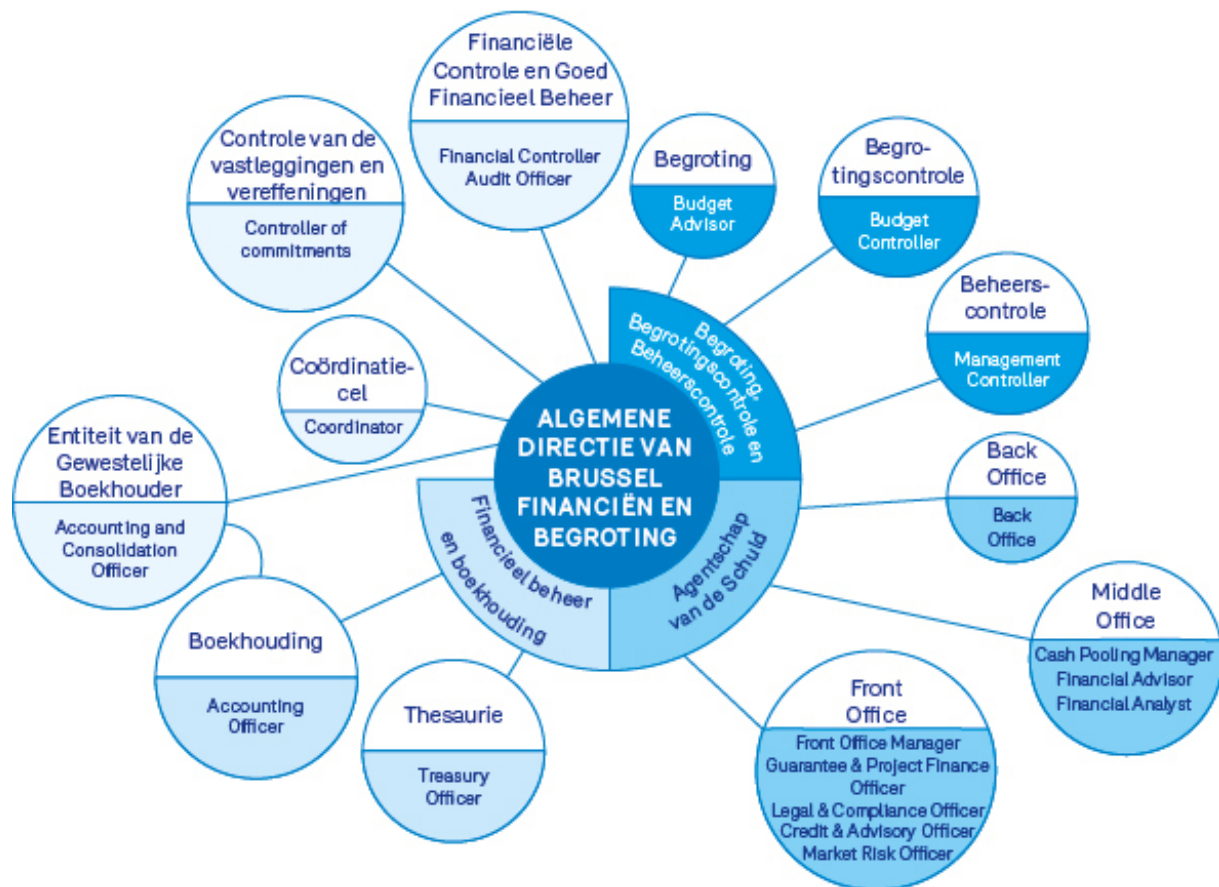 Financiële
Controle en Goed
Financieel Beheer
Financial Controller
Audit Officer
Controle van de
vastleggingen en
vereffeningen
Controller of
commitments
Begroting
Budget
Advisor
Begro-
tingscontrole
Budget
Controller
Beheers-
controle
Management
Controller
Coördinatie-
cel
Coordinator
Begroting,
Begrotingscontrole en
Beheerscontrole
ALGEMENE
DIRECTIE VAN
BRUSSEL
FINANCIËN EN
BEGROTING
Entiteit van de
Gewestelijke
Boekhouder
Accounting and
Consolidation
Officer
Back
Office
Back
Office
Financieel beheer
en boekhouding
Agentschap
van de Schuld
Middle
Office
Cash Pooling Manager
Financial Advisor
Financial Analyst
Boekhouding
Accounting
Officer
Thesaurie
Treasury
Officer
Front
Office
Front Office Manager
Guarantee & Project Finance
Officer
Legal & Compliance Officer
Credit & Advisory Officer
Market Risk Officer